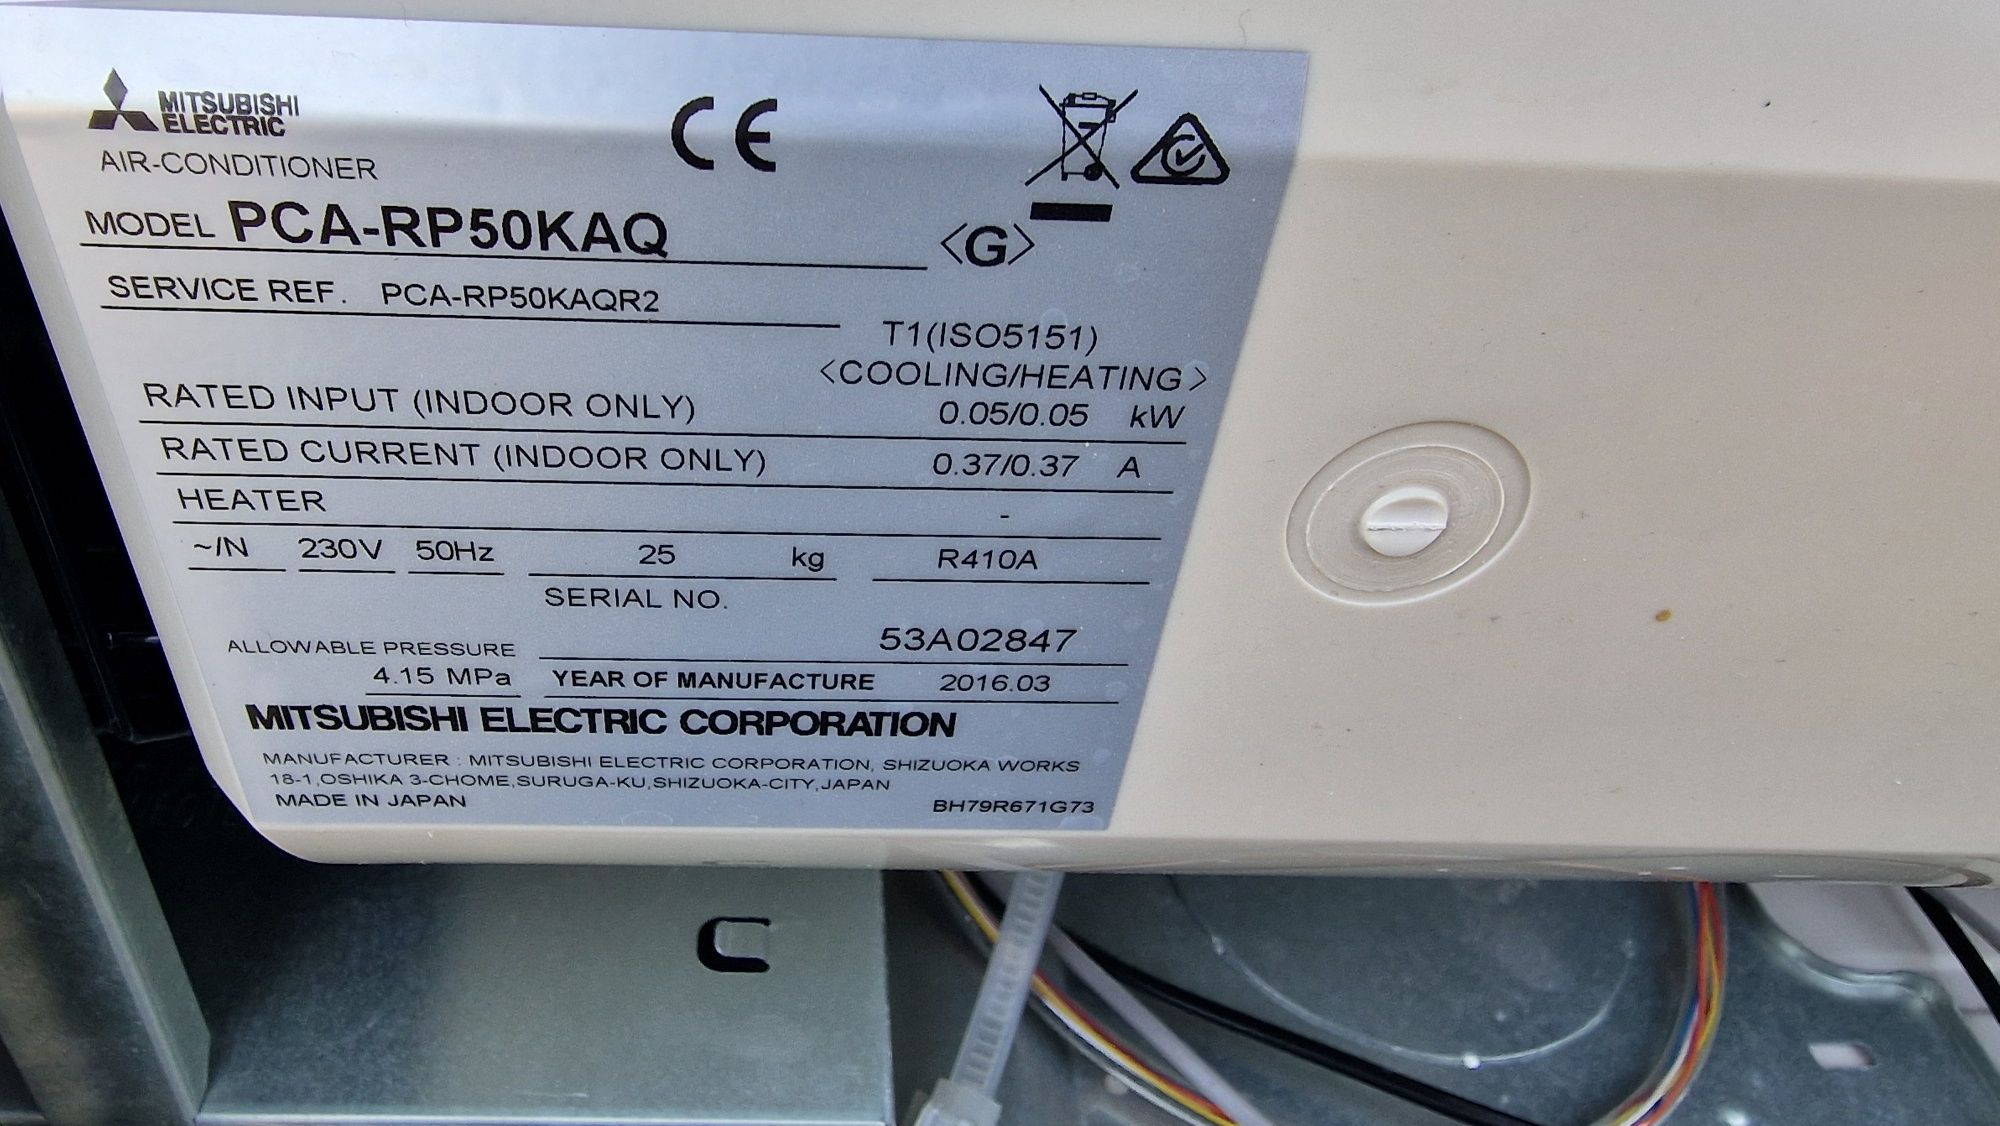 MITSUBISHI
ELECTRIC
AIR-CONDITIONER
CE
MODEL PCA-RP50KAQ
<G>
SERVICE REF. PCA-RP50KAQR2
T1(ISO5151)
<COOLING/HEATING>
RATED INPUT (INDOOR ONLY) 0.05/0.05 kW
RATED CURRENT (INDOOR ONLY) 0.37/0.37 A
HEATER -
~/N 230V 50Hz 25 kg R410A
SERIAL NO.
53A02847
ALLOWABLE PRESSURE
4.15 MPa YEAR OF MANUFACTURE 2016.03
MITSUBISHI ELECTRIC CORPORATION
MANUFACTURER : MITSUBISHI ELECTRIC CORPORATION, SHIZUOKA WORKS
18-1,OSHIKA 3-CHOME,SURUGA-KU,SHIZUOKA-CITY,JAPAN
MADE IN JAPAN BH79R671G73